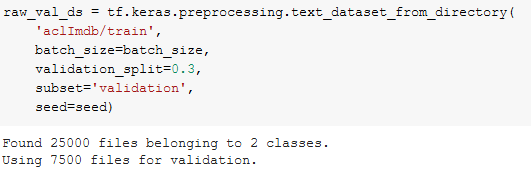 raw_val_ds = tf.keras.preprocessing.text_dataset_from_directory(
    'aclImdb/train',
    batch_size=batch_size,
    validation_split=0.3,
    subset='validation',
    seed=seed)
Found 25000 files belonging to 2 classes.
Using 7500 files for validation.